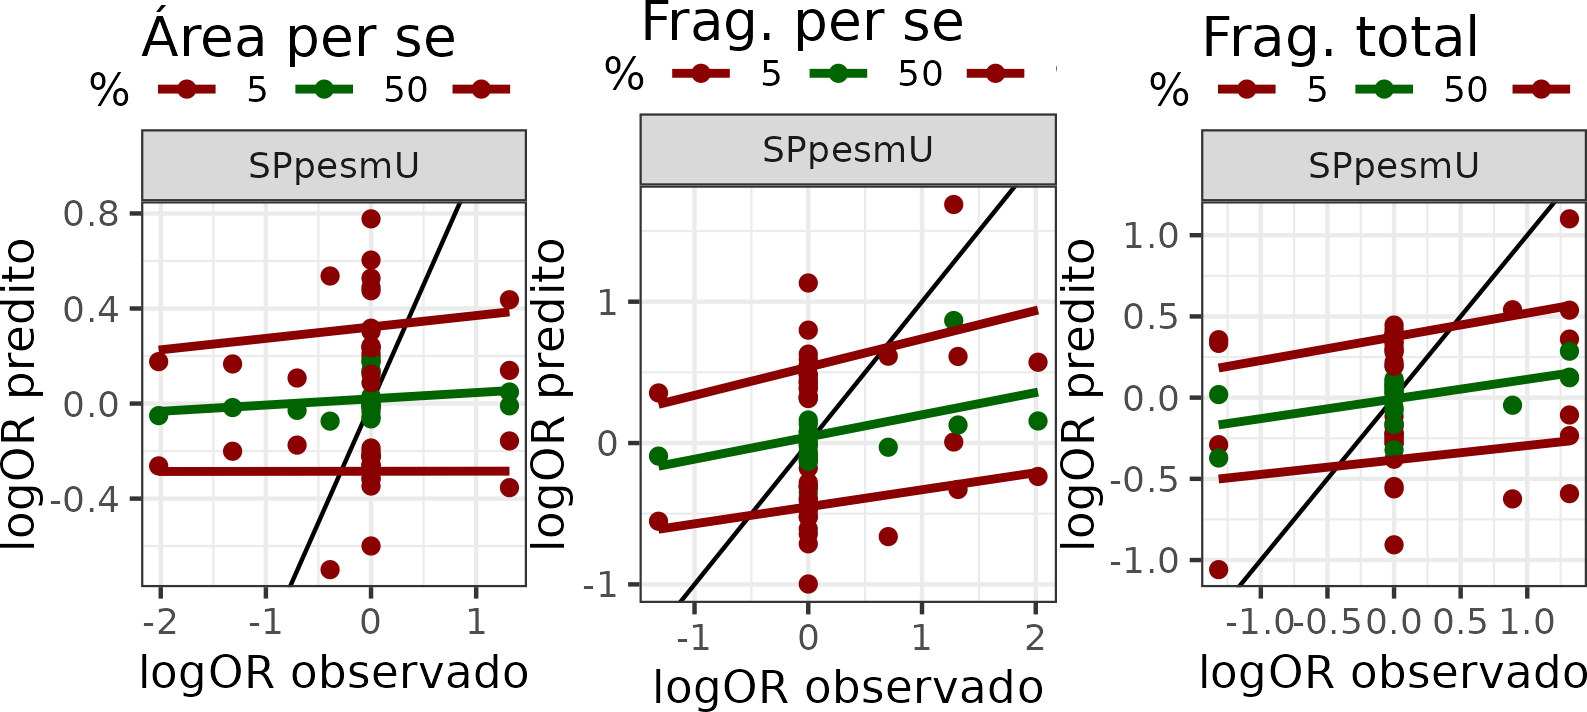 Área per se
% 5 50
SPpesmU
0.8
0.4
0.0
-0.4
logOR predito
-2 -1 0 1
logOR observado
Frag. per se
% 5 50
SPpesmU
1
0
-1
logOR predito
-1 0 1 2
logOR observado
Frag. total
% 5 50
SPpesmU
1.0
0.5
0.0
-0.5
-1.0
logOR predito
-1.0 -0.5 0.0 0.5 1.0
logOR observado